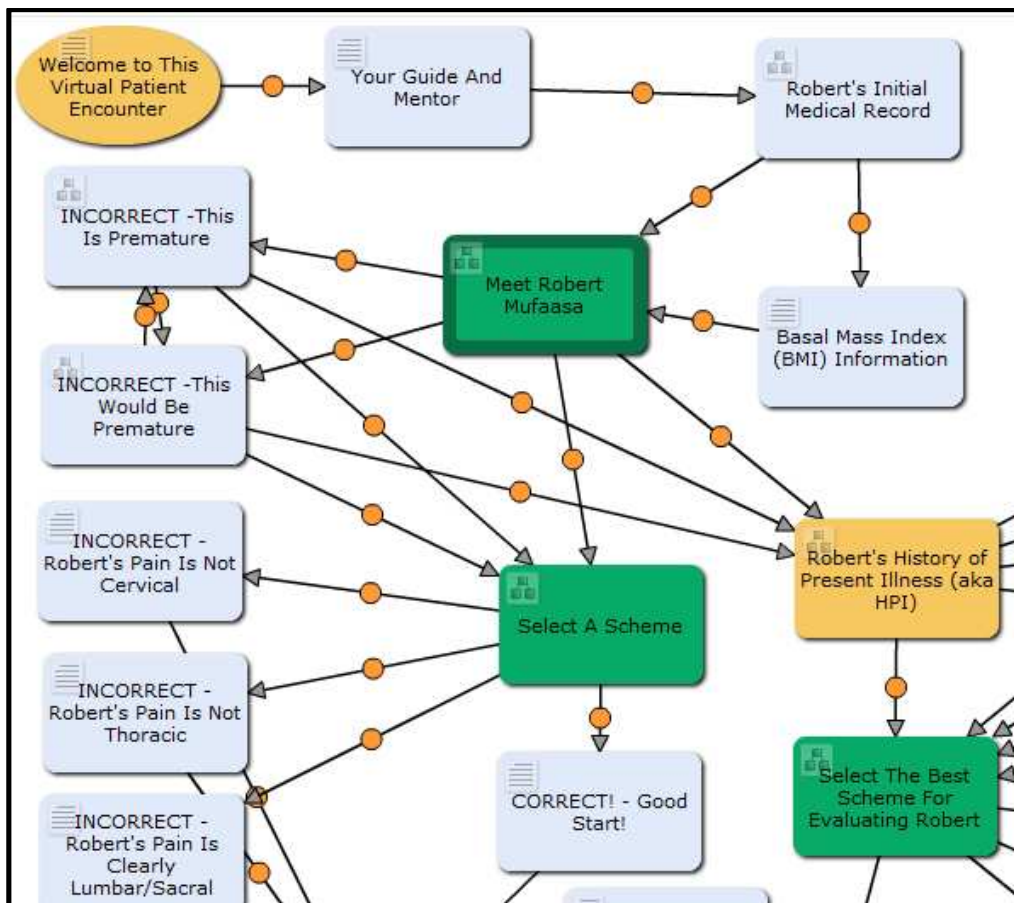 Welcome to This
Virtual Patient
Encounter
Your Guide And
Mentor
Robert's Initial
Medical Record
INCORRECT -This
Is Premature
Meet Robert
Mufaasa
Basal Mass Index
(BMI) Information
INCORRECT -This
Would Be
Premature
INCORRECT -
Robert's Pain Is Not
Cervical
Select A Scheme
Robert's History of
Present Illness (aka
HPI)
INCORRECT -
Robert's Pain Is Not
Thoracic
CORRECT! - Good
Start!
Select The Best
Scheme For
Evaluating Robert
INCORRECT -
Robert's Pain Is
Clearly
Lumbar/Sacral